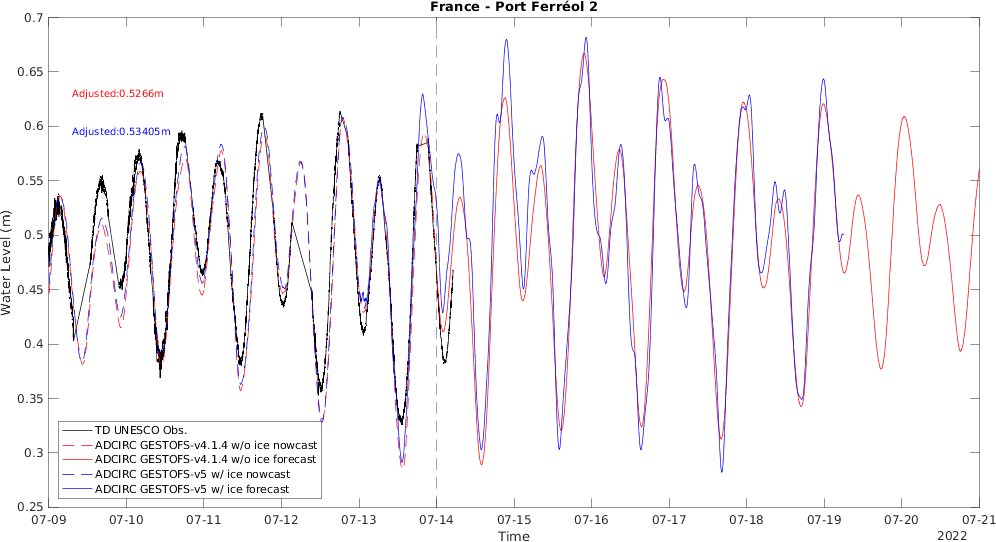 France - Port Ferréol 2
0.7
0.65
0.6
0.55
0.5
0.45
0.4
0.35
0.3
0.25
Water Level (m)
Adjusted:0.5266m
Adjusted:0.53405m
TD UNESCO Obs.
ADCIRC GESTOFS-v4.1.4 w/o ice nowcast
ADCIRC GESTOFS-v4.1.4 w/o ice forecast
ADCIRC GESTOFS-v5 w/ ice nowcast
ADCIRC GESTOFS-v5 w/ ice forecast
07-09 07-10 07-11 07-12 07-13 07-14 07-15 07-16 07-17 07-18 07-19 07-20 07-21
Time
2022